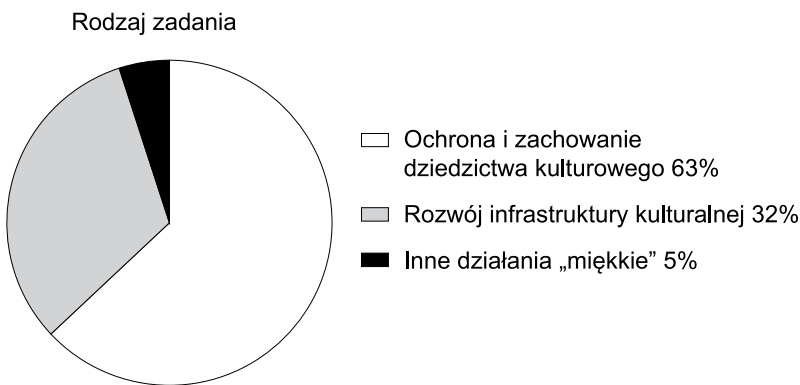 Rodzaj zadania
Ochrona i zachowanie
dziedzictwa kulturowego 63%
Rozwój infrastruktury kulturalnej 32%
Inne działania „miękkie” 5%